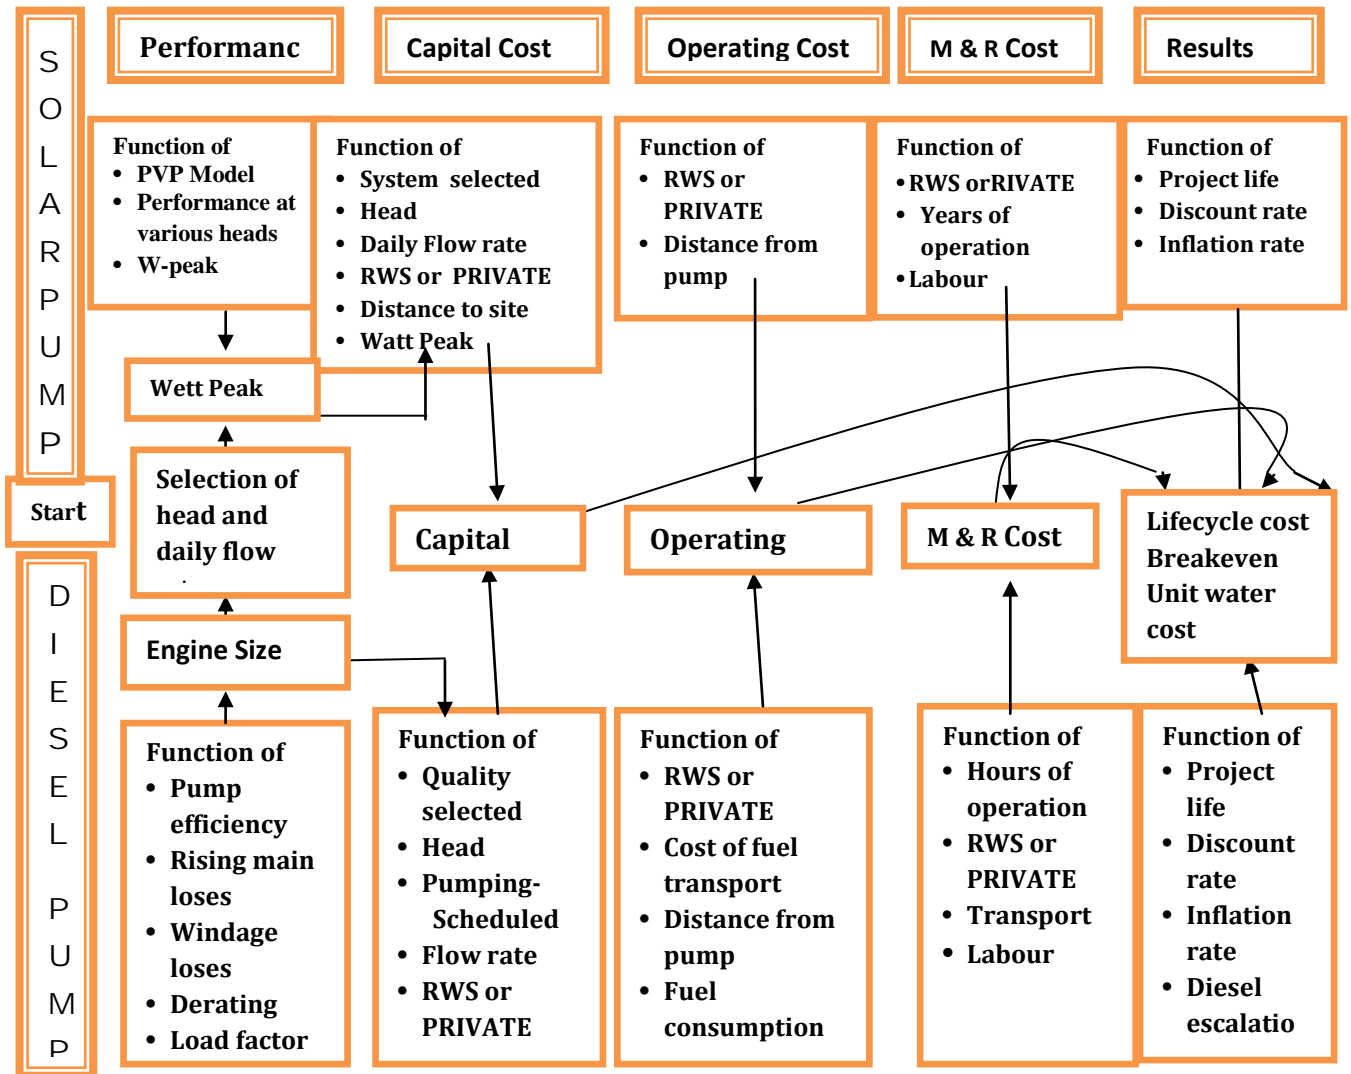 SOLARPUMP
Performanc
Capital Cost
Operating Cost
M & R Cost
Results
Function of
• PVP Model
• Performance at
various heads
• W-peak
Function of
• System selected
• Head
• Daily Flow rate
• RWS or PRIVATE
• Distance to site
• Watt Peak
Function of
• RWS or
PRIVATE
• Distance from
pump
Function of
• RWS orRIVATE
• Years of
operation
• Labour
Function of
• Project life
• Discount rate
• Inflation rate
Wett Peak
Selection of
head and
daily flow
Start
Capital
Operating
M & R Cost
Lifecycle cost
Breakeven
Unit water
cost
DIESEL PUMP
Engine Size
Function of
• Pump
efficiency
• Rising main
loses
• Windage
loses
• Derating
• Load factor
Function of
• Quality
selected
• Head
• Pumping-
Scheduled
• Flow rate
• RWS or
PRIVATE
Function of
• RWS or
PRIVATE
• Cost of fuel
transport
• Distance from
pump
• Fuel
consumption
Function of
• Hours of
operation
• RWS or
PRIVATE
• Transport
• Labour
Function of
• Project
life
• Discount
rate
• Inflation
rate
• Diesel
escalatio